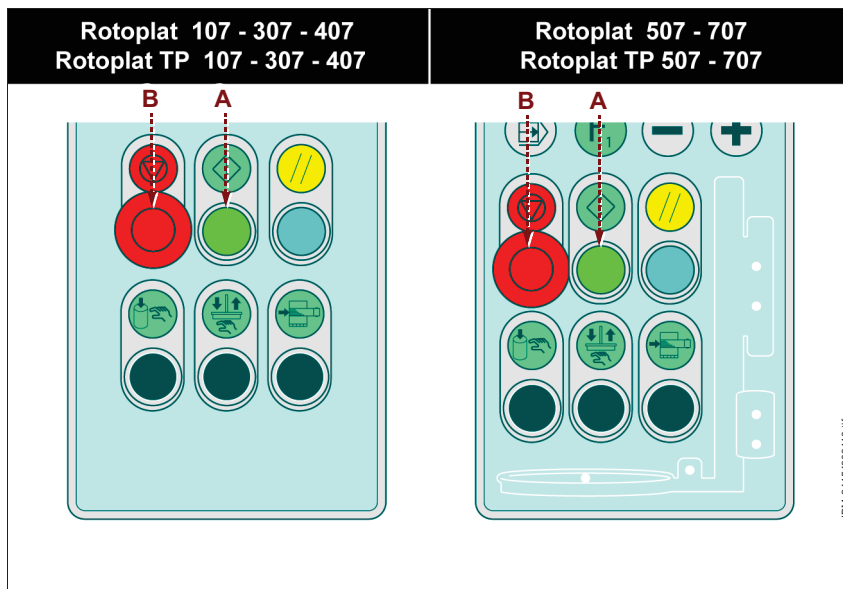 Rotoplat 107 - 307 - 407
Rotoplat TP 107 - 307 - 407
Rotoplat 507 - 707
Rotoplat TP 507 - 707
B A
B A
1